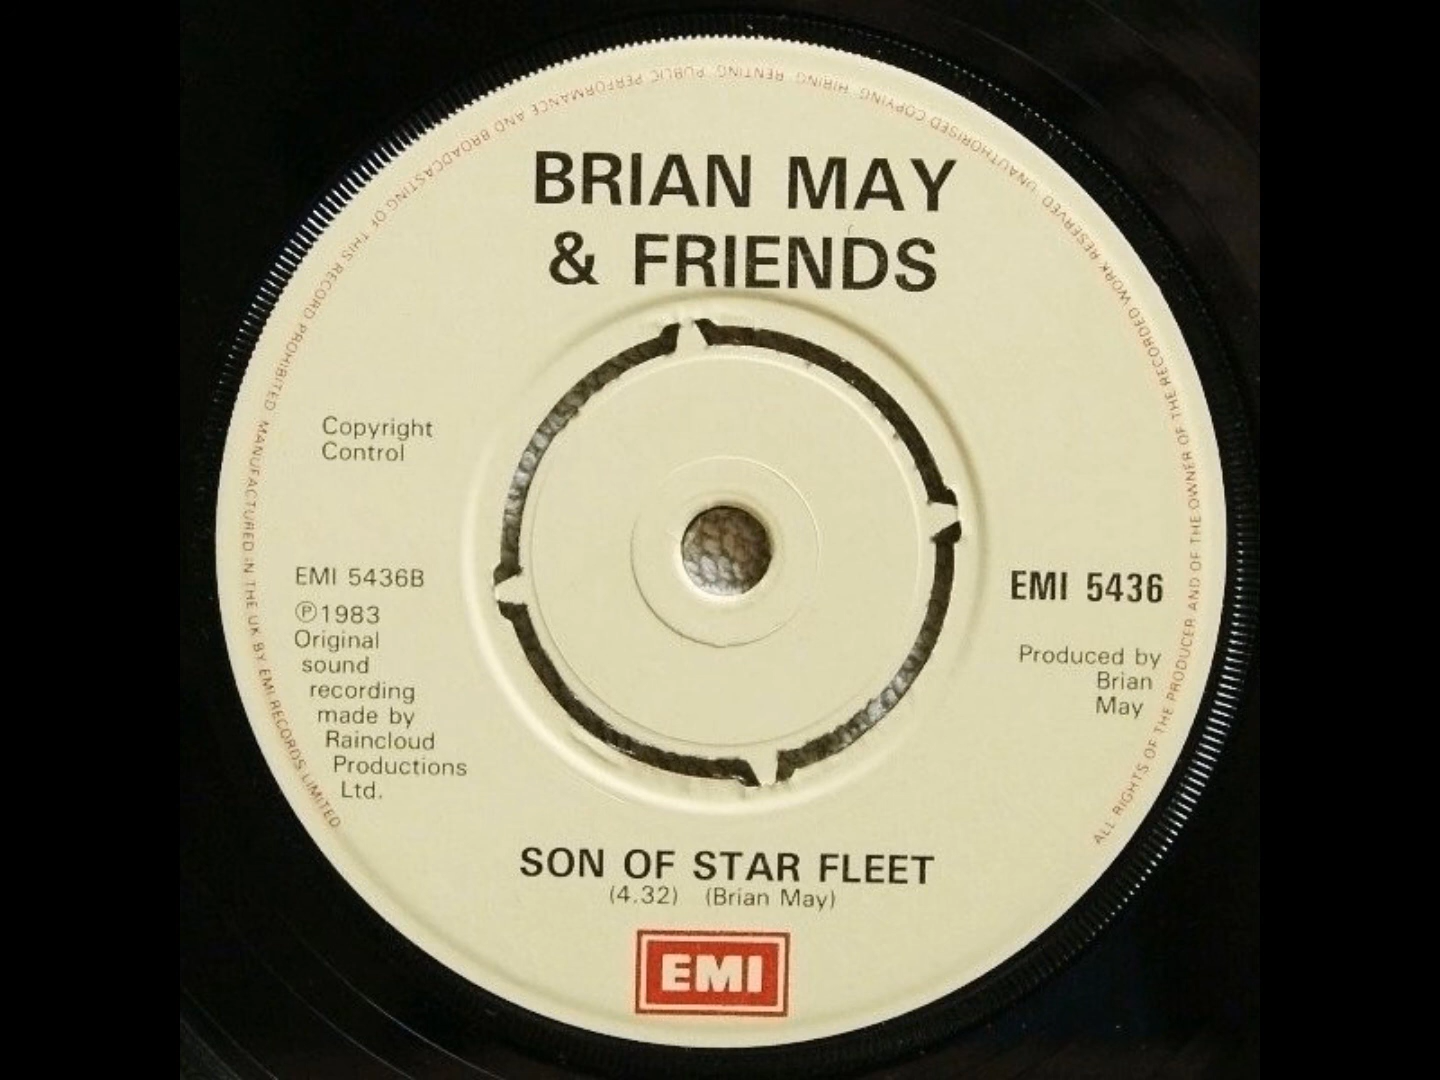 BRIAN MAY
& FRIENDS
Copyright
Control
EMI 5436B
Ⓟ1983
Original
sound
recording
made by
Raincloud
Productions
Ltd.
EMI 5436
Produced by
Brian
May
SON OF STAR FLEET
(4.32) (Brian May)
EMI
ALL RIGHTS OF THE PRODUCER AND OF THE OWNER OF THE RECORDED WORK RESERVED. UNAUTHORISED COPYING, HIRING, RENTING, PUBLIC PERFORMANCE AND BROADCASTING OF THIS RECORD PROHIBITED. MANUFACTURED IN THE UK BY EMI RECORDS LIMITED